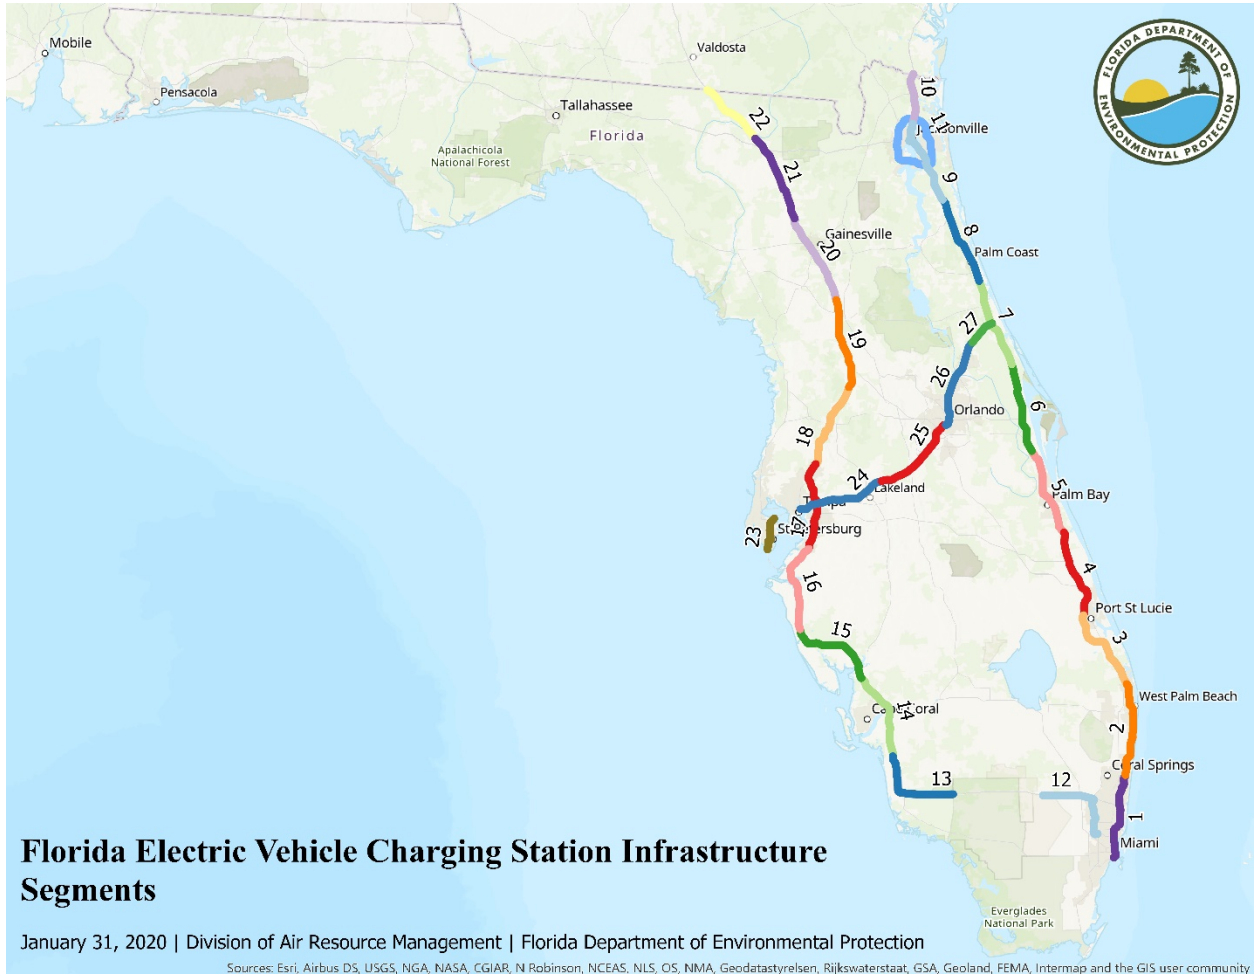 Mobile
Pensacola
Valdosta
Tallahassee
Florida
Apalachicola
National Forest
FLORIDA DEPARTMENT OF
ENVIRONMENTAL PROTECTION
10
11
Jacksonville
22
21
9
8
Gainesville
20
Palm Coast
7
27
19
26
Orlando
6
18
25
24
Lakeland
5
Palm Bay
Tampa
17
23
St Petersburg
16
4
Port St Lucie
15
3
14
Cape Coral
West Palm Beach
2
Coral Springs
13
12
1
Miami
Everglades
National Park
Florida Electric Vehicle Charging Station Infrastructure
Segments
January 31, 2020 | Division of Air Resource Management | Florida Department of Environmental Protection
Sources: Esri, Airbus DS, USGS, NGA, NASA, CGIAR, N Robinson, NCEAS, NLS, OS, NMA, Geodatastyrelsen, Rijkswaterstaat, GSA, Geoland, FEMA, Intermap and the GIS user community